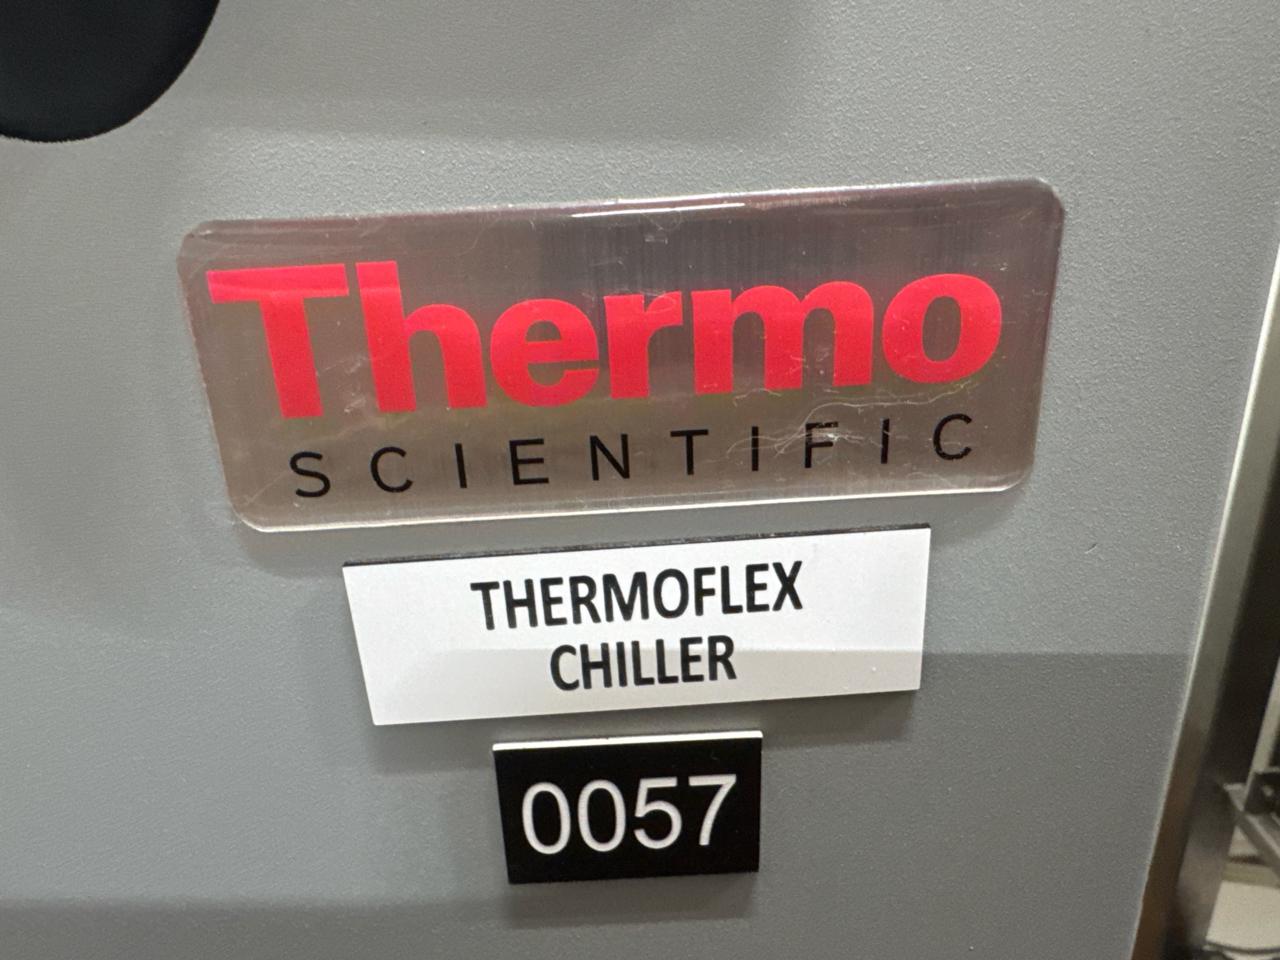 Thermo
SCIENTIFIC
THERMOFLEX
CHILLER
0057